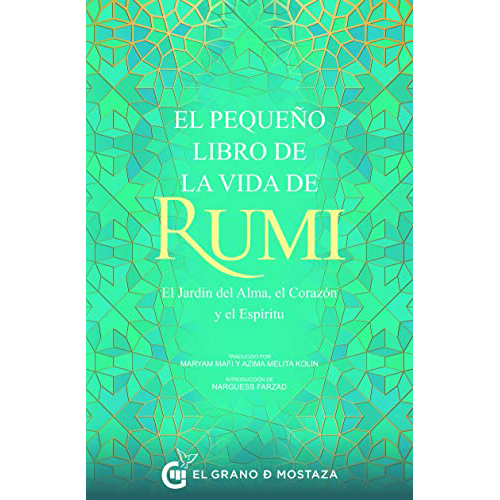 EL PEQUEÑO
LIBRO DE
LA VIDA DE
RUMI
El Jardín del Alma, el Corazón
y el Espíritu
TRADUCIDO POR
MARYAM MAFI Y AZIMA MELITA KOLIN
INTRODUCCIÓN DE
NARGUESS FARZAD
EL GRANO Đ MOSTAZA